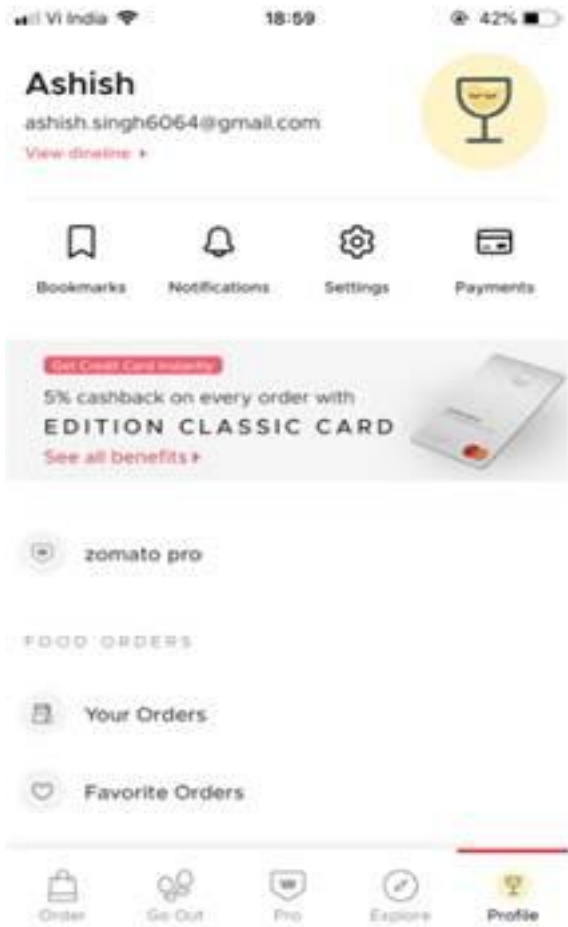 Vi India 18:59 42%
Ashish
ashish.singh6064@gmail.com
View dineline
Bookmarks Notifications Settings Payments
Get Credit Card Instantly
5% cashback on every order with
EDITION CLASSIC CARD
See all benefits
zomato pro
FOOD ORDERS
Your Orders
Favorite Orders
Order Go Out Pro Explore Profile